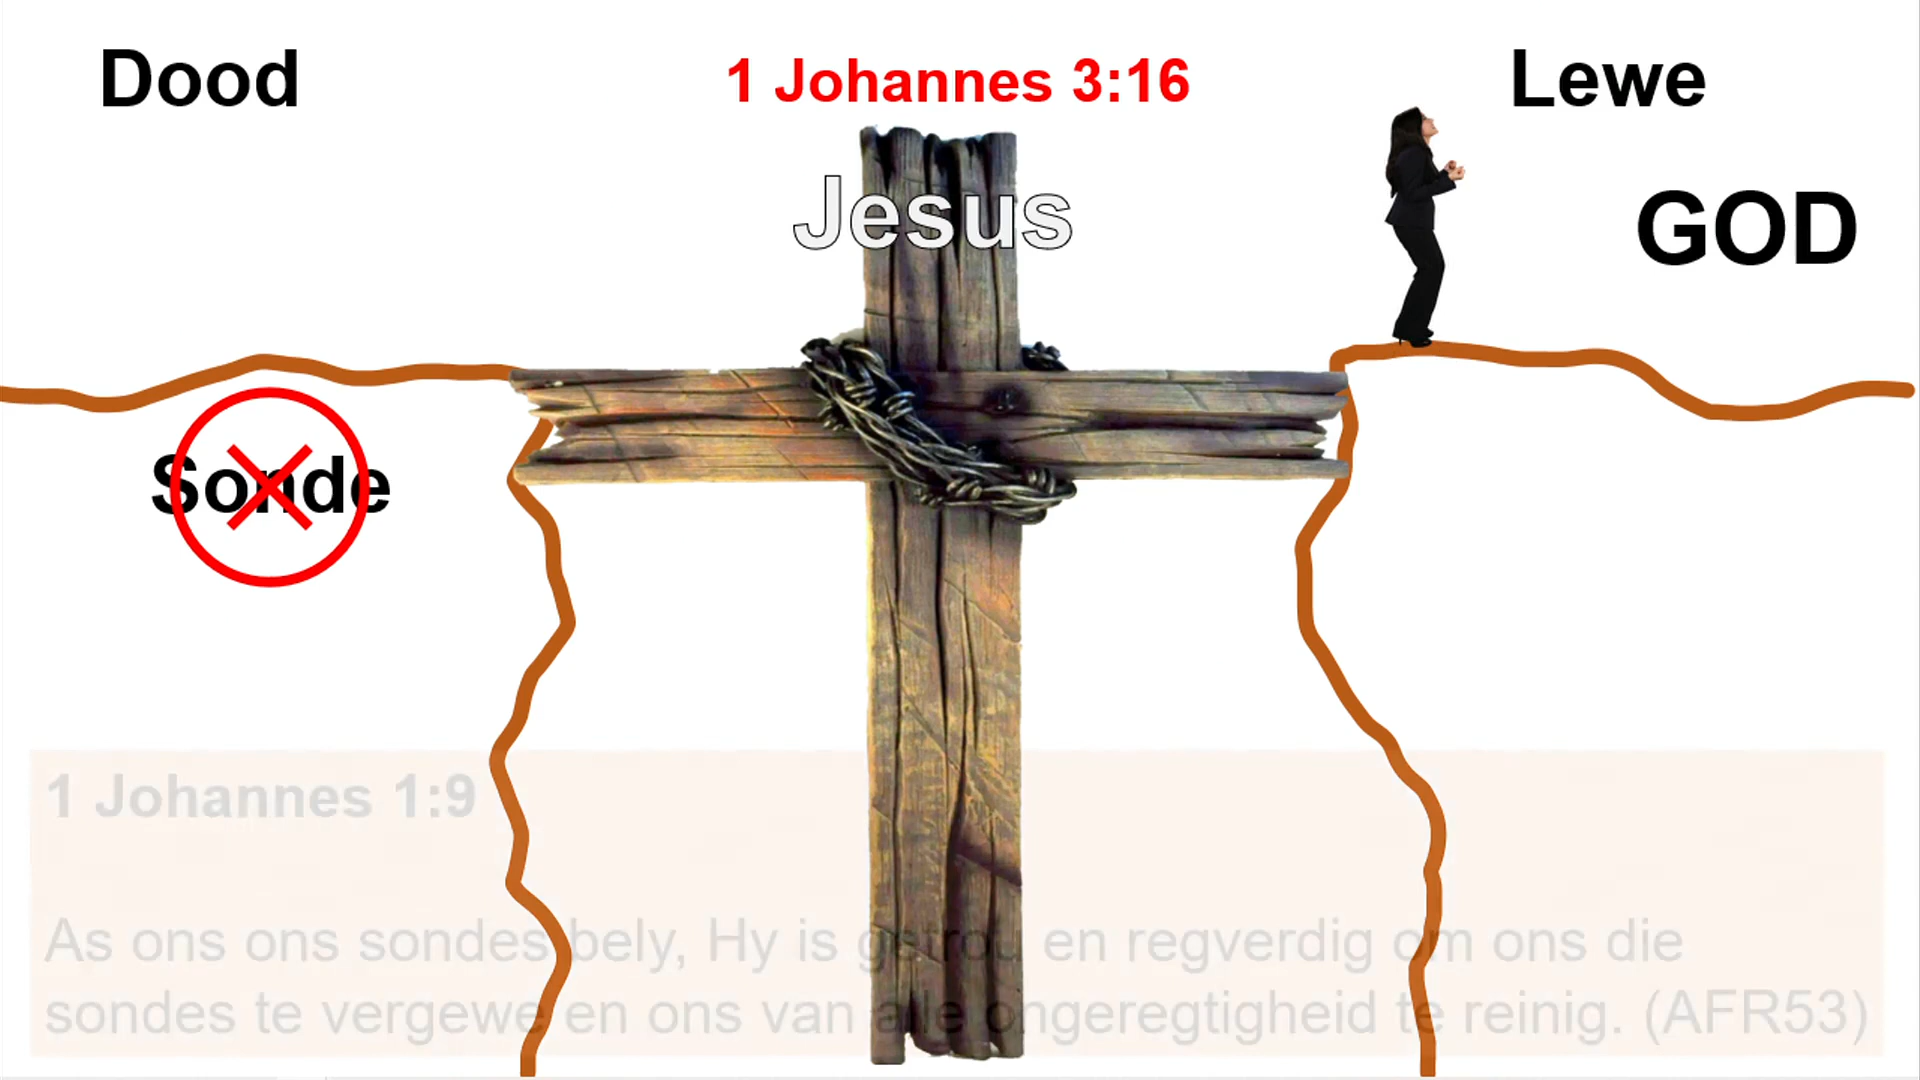 Dood
1 Johannes 3:16
Lewe
Jesus
GOD
Sonde
1 Johannes 1:9
As ons ons sondes bely, Hy is getrou en regverdig om ons die
sondes te vergewe en ons van alle ongeregtigheid te reinig. (AFR53)